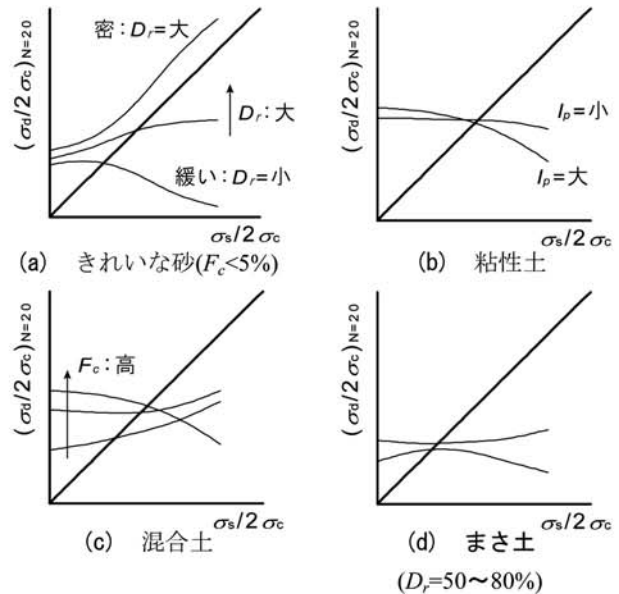 (σd/2σc)N=20
密：Dr=大
Dr：大
緩い：Dr=小
σs/2σc
(a) きれいな砂(Fc<5%)
(σd/2σc)N=20
Ip=小
Ip=大
σs/2σc
(b) 粘性土
(σd/2σc)N=20
Fc：高
σs/2σc
(c) 混合土
(σd/2σc)N=20
σs/2σc
(d) まさ土
(Dr=50～80%)